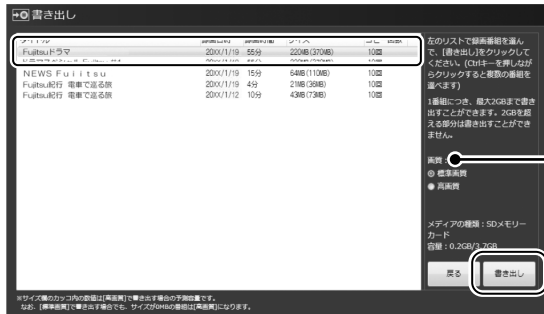 書き出し
Fujitsuドラマ 20XX/1/19 55分 220MB(370MB) 10回
NEWS Fujitsu 20XX/1/19 15分 64MB(110MB) 10回
Fujitsu紀行 電車で巡る旅 20XX/1/19 4分 21MB(36MB) 10回
Fujitsu紀行 電車で巡る旅 20XX/1/12 10分 43MB(73MB) 10回
左のリストで録画番組を選ん
で、[書き出し]をクリックして
ください。(Ctrlキーを押しなが
らクリックすると複数の番組を
選べます)
1番組につき、最大2GBまで書き
出すことができます。2GBを超
える部分は書き出すことができ
ません。
画質：
標準画質
高画質
メディアの種類：SDメモリー
カード
容量：0.2GB/3.7GB
戻る 書き出し
※サイズ欄のカッコ内の数値は[高画質]で書き出す場合の予測容量です。
なお、[標準画質]で書き出す場合でも、サイズが0MBの番組は[高画質]になります。